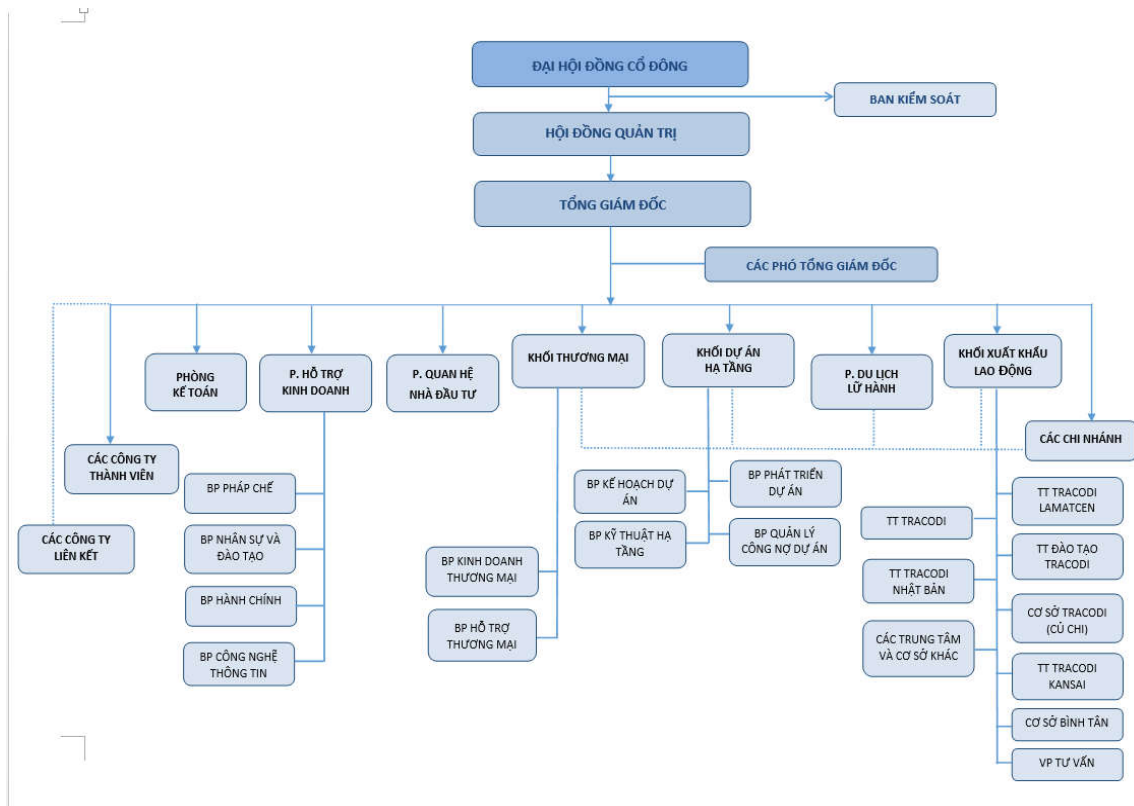 ĐẠI HỘI ĐỒNG CỔ ĐÔNG
BAN KIỂM SOÁT
HỘI ĐỒNG QUẢN TRỊ
TỔNG GIÁM ĐỐC
CÁC PHÓ TỔNG GIÁM ĐỐC
PHÒNG
KẾ TOÁN
P. HỖ TRỢ
KINH DOANH
P. QUAN HỆ
NHÀ ĐẦU TƯ
KHỐI THƯƠNG MẠI
KHỐI DỰ ÁN
HẠ TẦNG
P. DU LỊCH
LỮ HÀNH
KHỐI XUẤT KHẨU
LAO ĐỘNG
CÁC CHI NHÁNH
CÁC CÔNG TY
THÀNH VIÊN
CÁC CÔNG TY
LIÊN KẾT
BP PHÁP CHẾ
BP NHÂN SỰ VÀ
ĐÀO TẠO
BP HÀNH CHÍNH
BP CÔNG NGHỆ
THÔNG TIN
BP KINH DOANH
THƯƠNG MẠI
BP HỖ TRỢ
THƯƠNG MẠI
BP KẾ HOẠCH DỰ
ÁN
BP PHÁT TRIỂN
DỰ ÁN
BP KỸ THUẬT HẠ
TẦNG
BP QUẢN LÝ
CÔNG NỢ DỰ ÁN
TT TRACODI
TT TRACODI
NHẬT BẢN
CÁC TRUNG TÂM
VÀ CƠ SỞ KHÁC
TT TRACODI
LAMATCEN
TT ĐÀO TẠO
TRACODI
CƠ SỞ TRACODI
(CỦ CHI)
TT TRACODI
KANSAI
CƠ SỞ BÌNH TÂN
VP TƯ VẤN